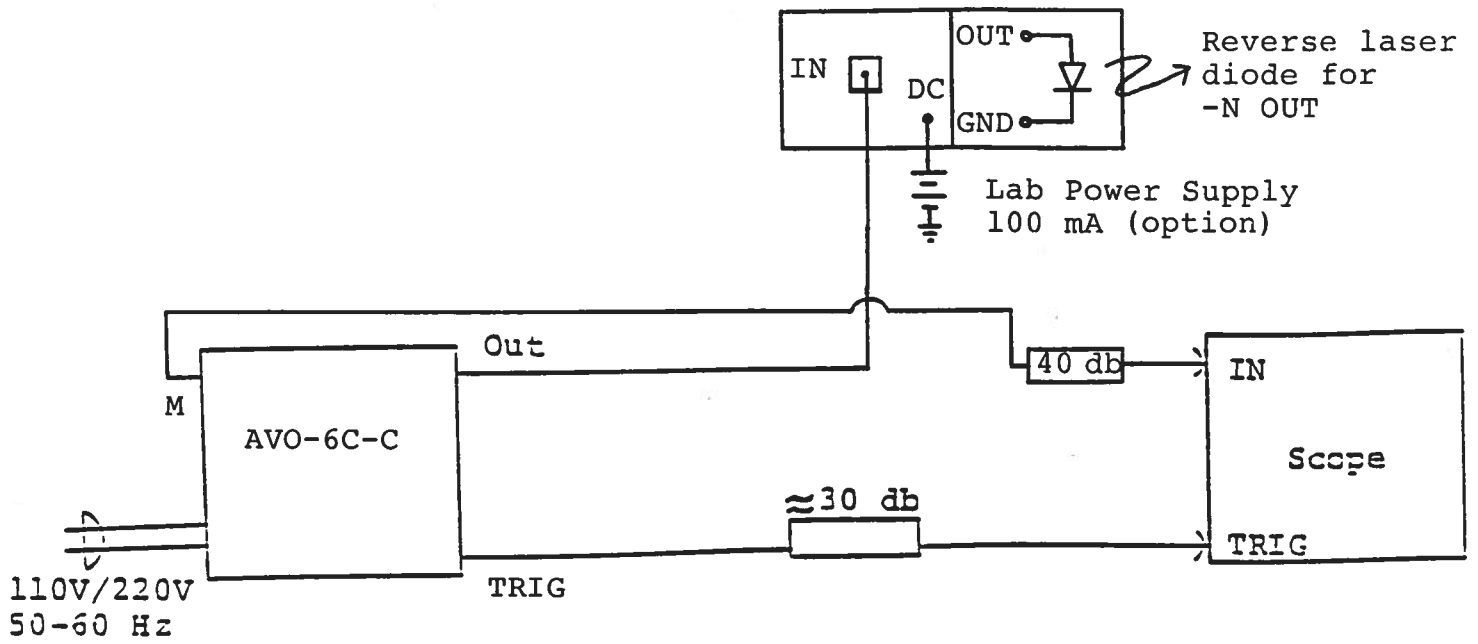 OUT
Reverse laser
diode for
-N OUT
IN
DC
GND
Lab Power Supply
100 mA (option)
Out
40 db
IN
M
AVO-6C-C
Scope
≈30 db
TRIG
TRIG
110V/220V
50-60 Hz